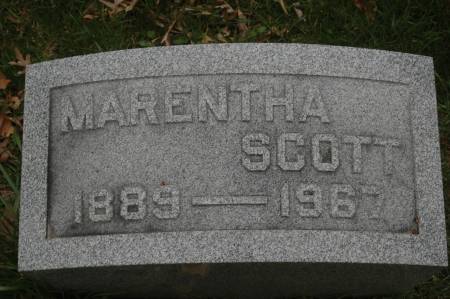 MARENTHA
SCOTT
1889 — 1967